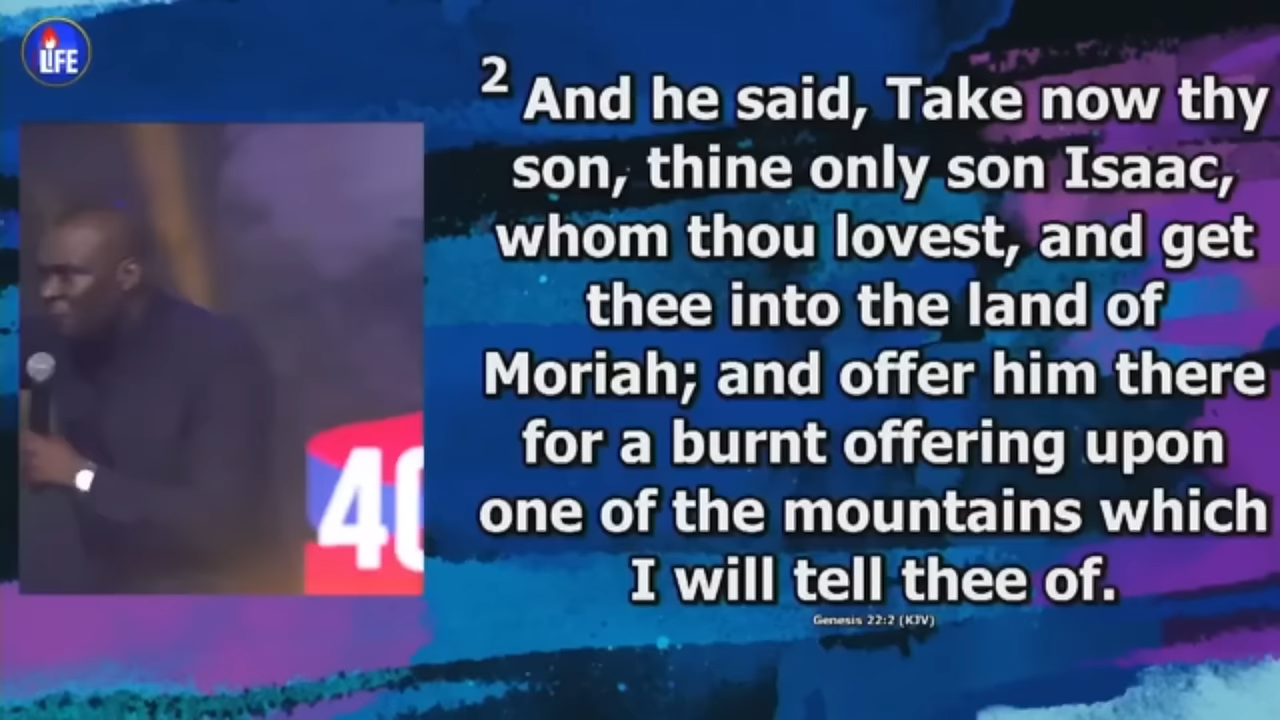 LIFE
2 And he said, Take now thy
son, thine only son Isaac,
whom thou lovest, and get
thee into the land of
Moriah; and offer him there
for a burnt offering upon
one of the mountains which
I will tell thee of.
Genesis 22:2 (KJV)
40